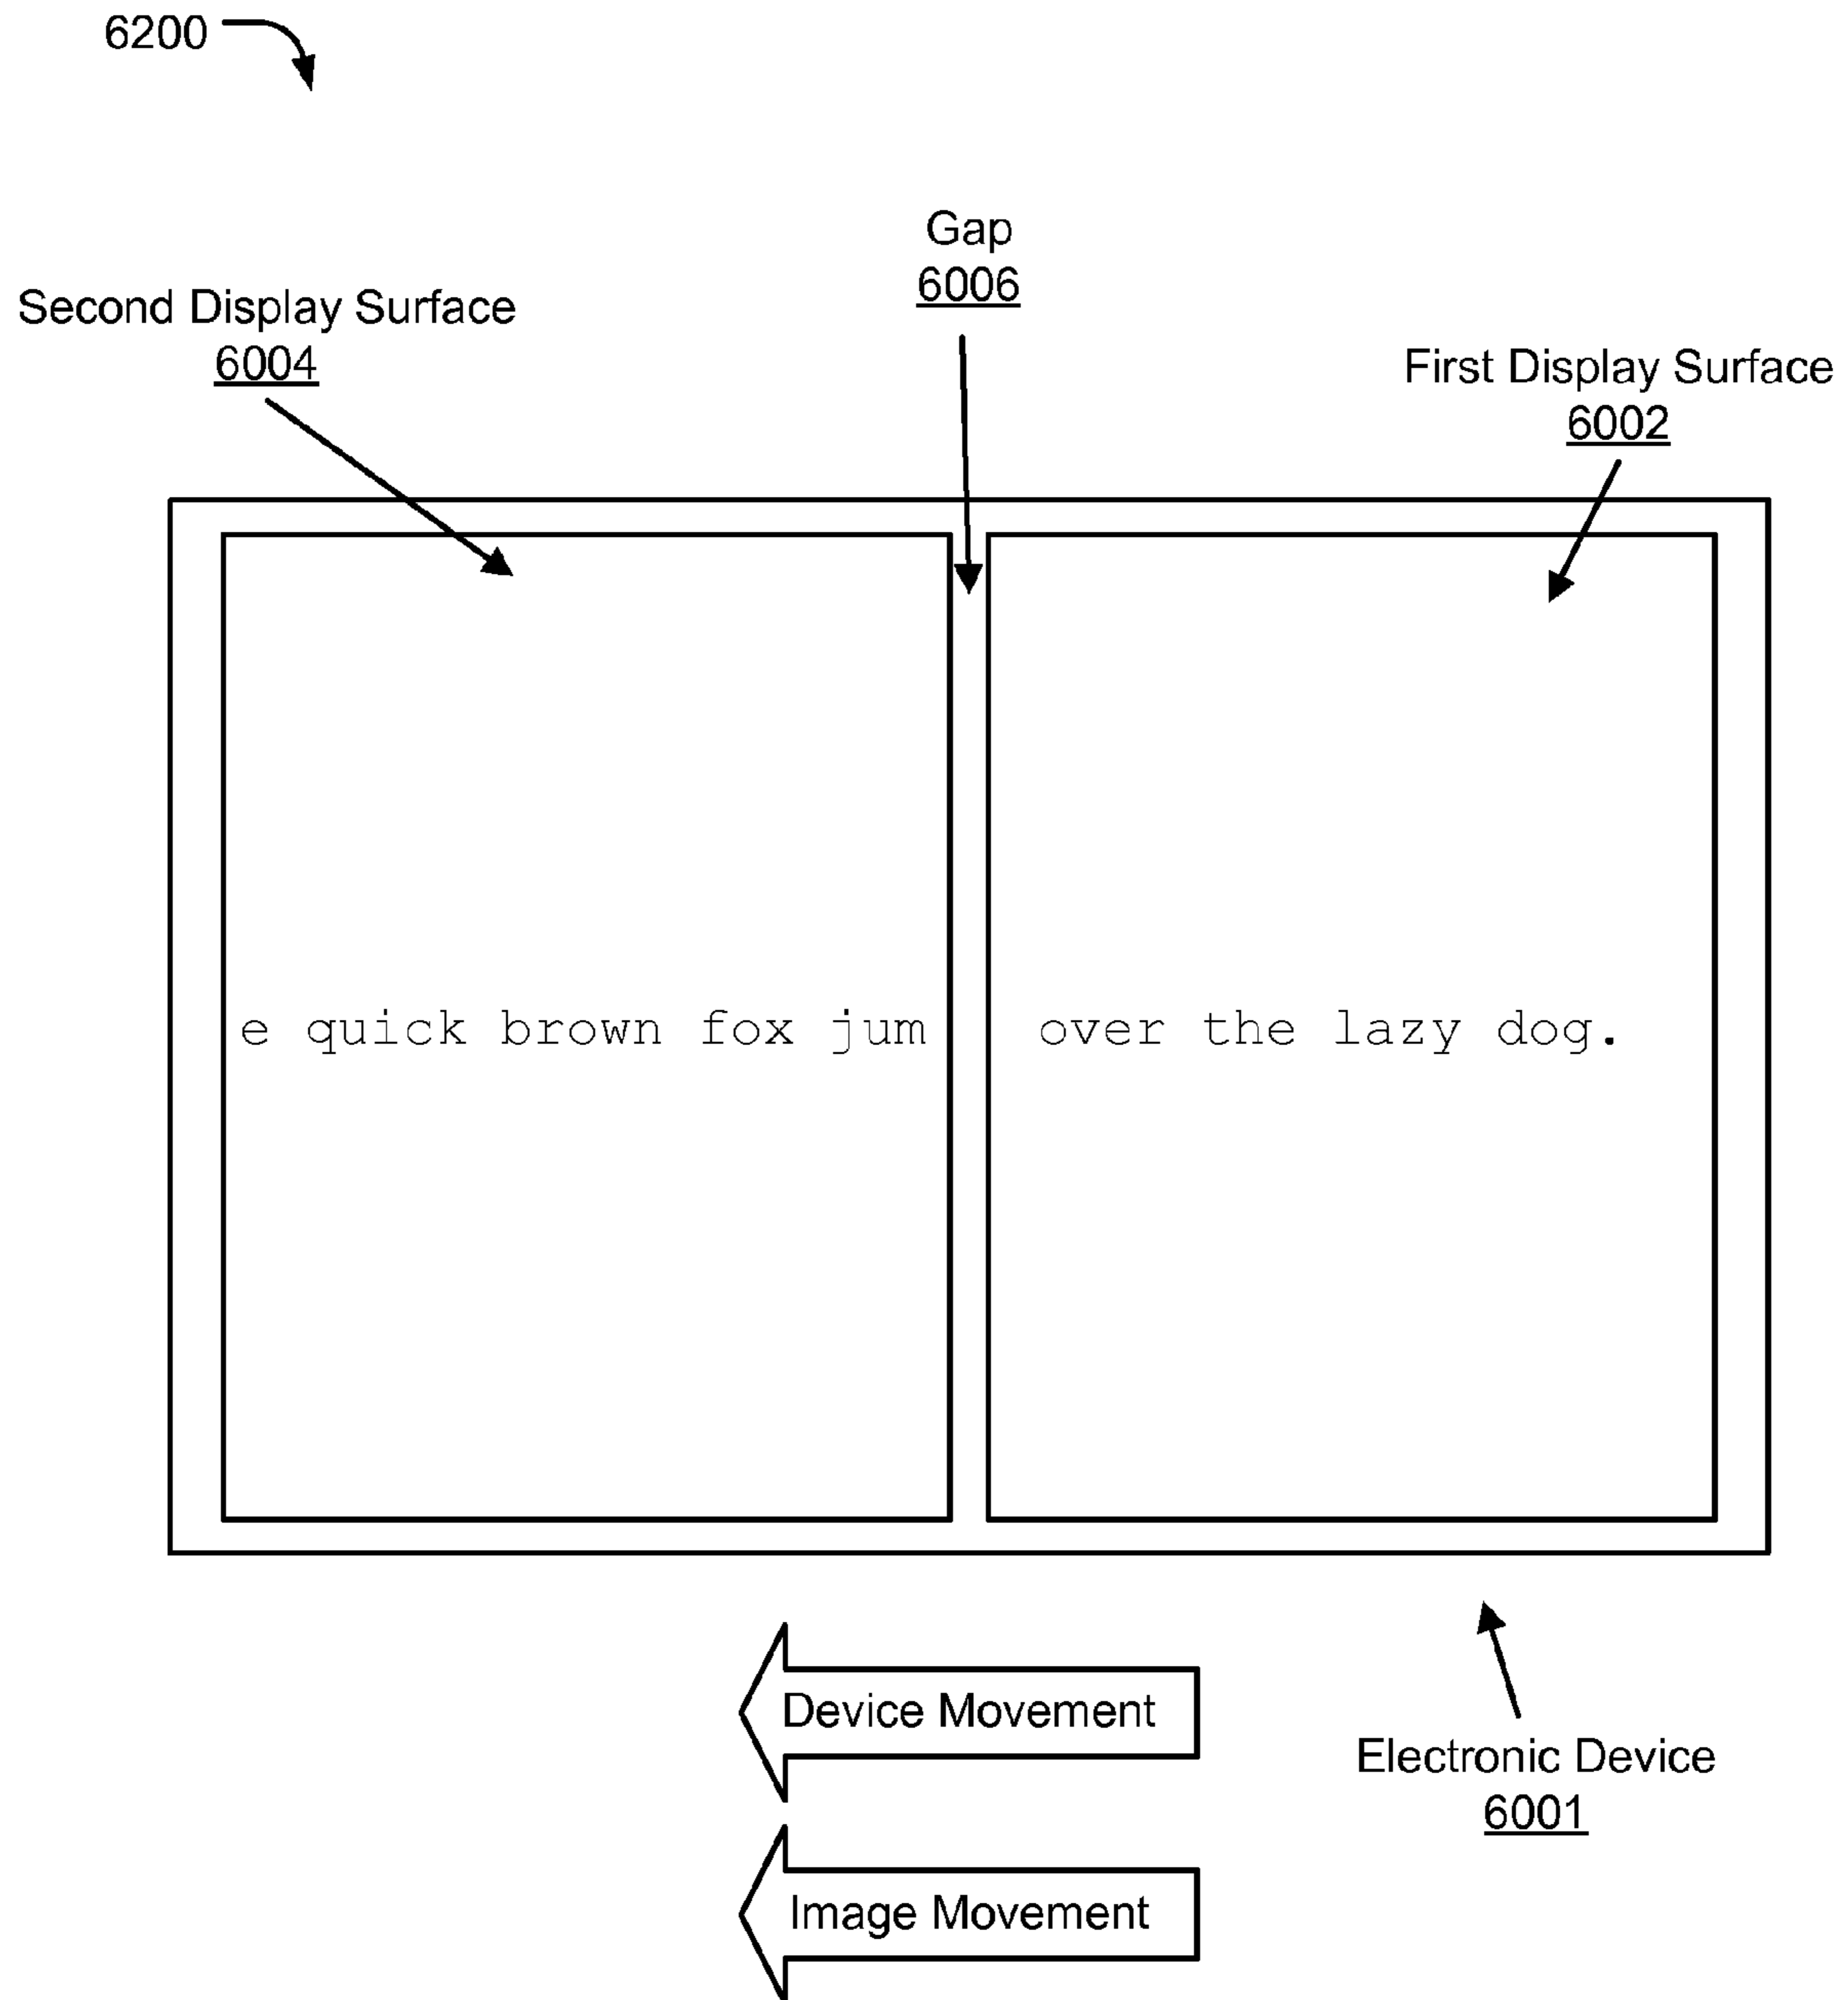 6200
Gap
6006
Second Display Surface
6004
First Display Surface
6002
e quick brown fox jum
over the lazy dog.
Device Movement
Electronic Device
6001
Image Movement